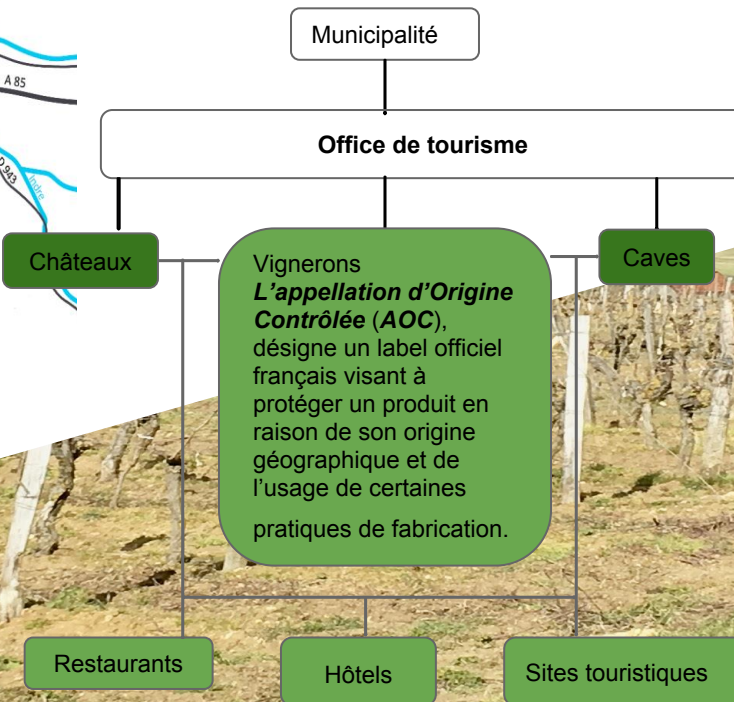 Municipalité
A 85
Office de tourisme
D 943
Indre
Châteaux
Vignerons
L'appellation d'Origine
Contrôlée (AOC),
désigne un label officiel
français visant à
protéger un produit en
raison de son origine
géographique et de
l'usage de certaines
pratiques de fabrication.
Caves
Restaurants
Hôtels
Sites touristiques